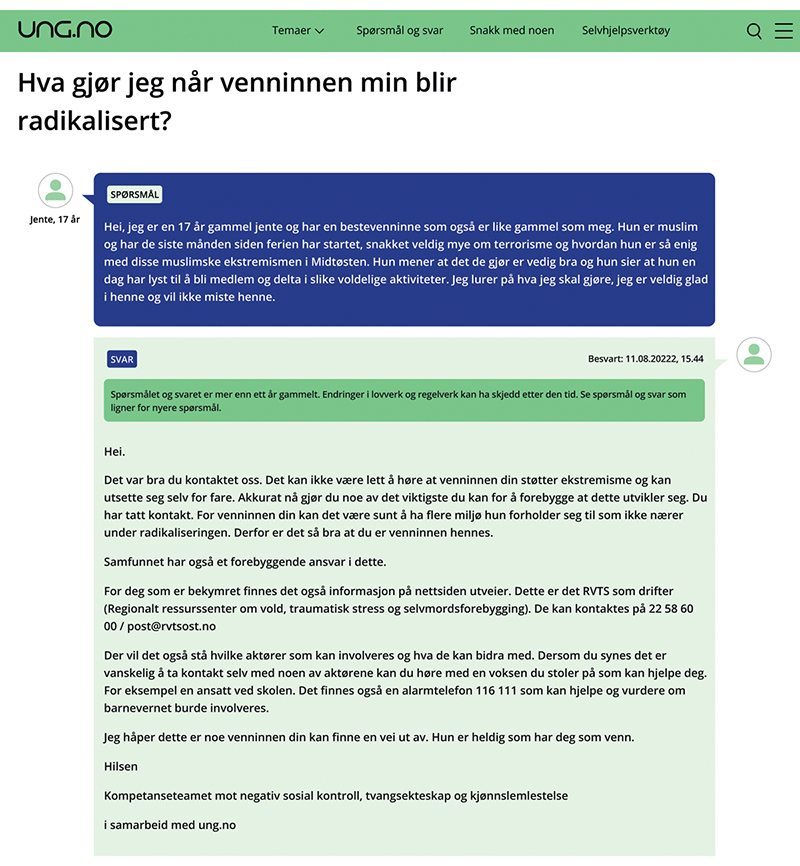 ung.no
Temaer
Spørsmål og svar
Snakk med noen
Selvhjelpsverktøy
Hva gjør jeg når venninnen min blir
radikalisert?
SPØRSMÅL
Jente, 17 år
Hei, jeg er en 17 år gammel jente og har en bestevenninne som også er like gammel som meg. Hun er muslim
og har de siste månden siden ferien har startet, snakket veldig mye om terrorisme og hvordan hun er så enig
med disse muslimske ekstremismen i Midtøsten. Hun mener at det de gjør er vedig bra og hun sier at hun en
dag har lyst til å bli medlem og delta i slike voldelige aktiviteter. Jeg lurer på hva jeg skal gjøre, jeg er veldig glad
i henne og vil ikke miste henne.
SVAR
Besvart: 11.08.20222, 15.44
Spørsmålet og svaret er mer enn ett år gammelt. Endringer i lovverk og regelverk kan ha skjedd etter den tid. Se spørsmål og svar som
ligner for nyere spørsmål.
Hei.
Det var bra du kontaktet oss. Det kan ikke være lett å høre at venninnen din støtter ekstremisme og kan
utsette seg selv for fare. Akkurat nå gjør du noe av det viktigste du kan for å forebygge at dette utvikler seg. Du
har tatt kontakt. For venninnen din kan det være sunt å ha flere miljø hun forholder seg til som ikke nærer
under radikaliseringen. Derfor er det så bra at du er venninnen hennes.
Samfunnet har også et forebyggende ansvar i dette.
For deg som er bekymret finnes det også informasjon på nettsiden utveier. Dette er det RVTS som drifter
(Regionalt ressurssenter om vold, traumatisk stress og selvmordsforebygging). De kan kontaktes på 22 58 60
00 / post@rvtsost.no
Der vil det også stå hvilke aktører som kan involveres og hva de kan bidra med. Dersom du synes det er
vanskelig å ta kontakt selv med noen av aktørene kan du høre med en voksen du stoler på som kan hjelpe deg.
For eksempel en ansatt ved skolen. Det finnes også en alarmtelefon 116 111 som kan hjelpe og vurdere om
barnevernet burde involveres.
Jeg håper dette er noe venninnen din kan finne en vei ut av. Hun er heldig som har deg som venn.
Hilsen
Kompetanseteamet mot negativ sosial kontroll, tvangsekteskap og kjønnslemlestelse
i samarbeid med ung.no